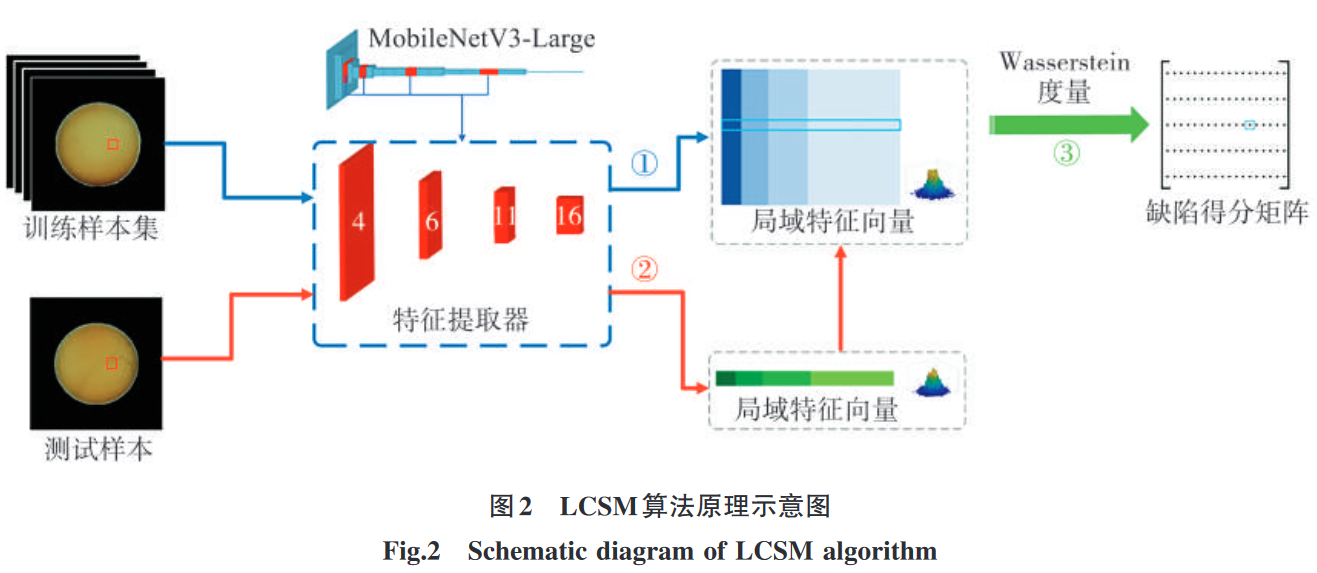 MobileNetV3-Large
Wasserstein
度量
①
③
4
6
11
16
训练样本集
局域特征向量
缺陷得分矩阵
②
特征提取器
局域特征向量
测试样本
图2 LCSM算法原理示意图
Fig.2 Schematic diagram of LCSM algorithm